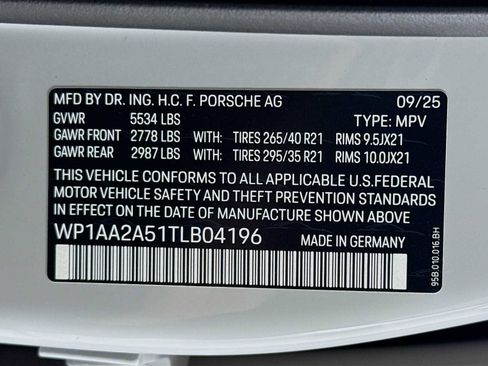 MFD BY DR. ING. H.C. F. PORSCHE AG 09/25
GVWR 5534 LBS TYPE: MPV
GAWR FRONT 2778 LBS WITH: TIRES 265/40 R21 RIMS 9.5JX21
GAWR REAR 2987 LBS WITH: TIRES 295/35 R21 RIMS 10.0JX21
THIS VEHICLE CONFORMS TO ALL APPLICABLE U.S.FEDERAL
MOTOR VEHICLE SAFETY AND THEFT PREVENTION STANDARDS
IN EFFECT ON THE DATE OF MANUFACTURE SHOWN ABOVE
WP1AA2A51TLB04196 MADE IN GERMANY
95B.010.016.BH